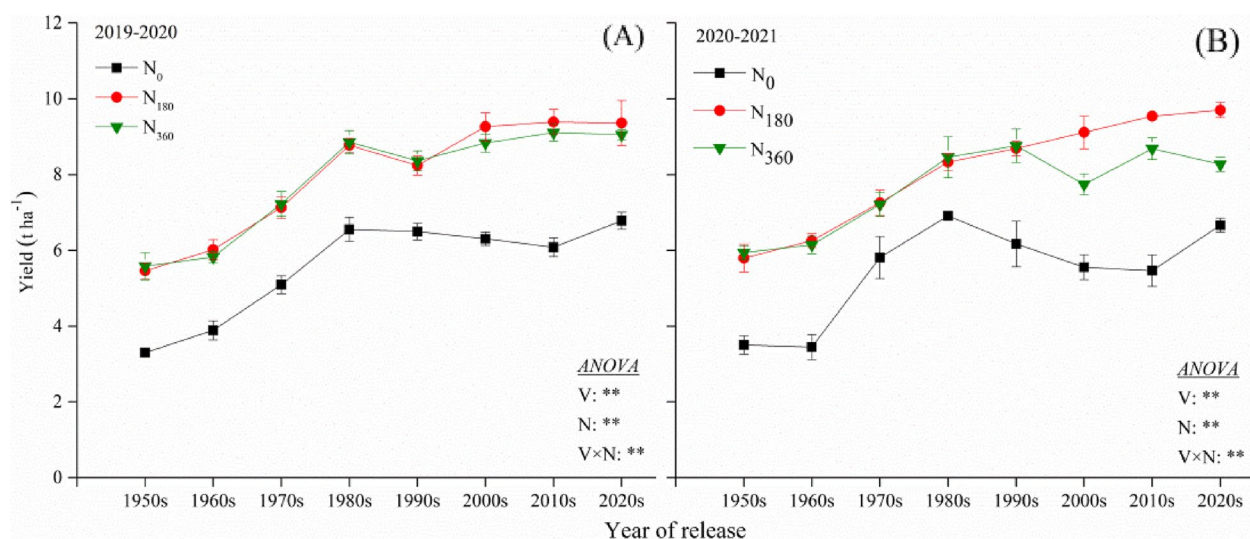 Yield (t ha⁻¹)
12
10
8
6
4
2
0
2019-2020
(A)
N₀
N₁₈₀
N₃₆₀
ANOVA
V: **
N: **
V×N: **
1950s 1960s 1970s 1980s 1990s 2000s 2010s 2020s
2020-2021
(B)
N₀
N₁₈₀
N₃₆₀
ANOVA
V: **
N: **
V×N: **
1950s 1960s 1970s 1980s 1990s 2000s 2010s 2020s
Year of release